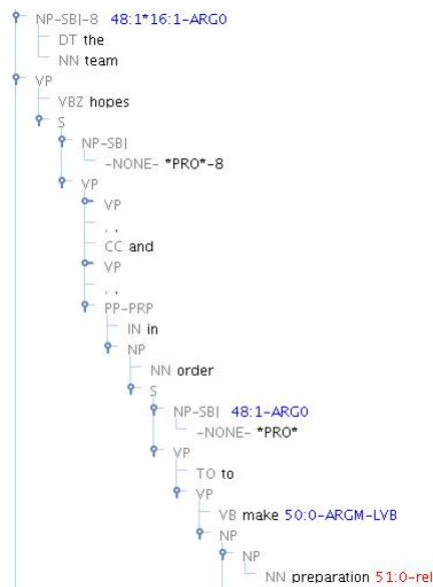 NP-SBJ-8 48:1*16:1-ARG0
DT the
NN team
VP
VBZ hopes
S
NP-SBJ
-NONE- *PRO*-8
VP
VP
, ,
CC and
VP
, ,
PP-PRP
IN in
NP
NN order
S
NP-SBJ 48:1-ARG0
-NONE- *PRO*
VP
TO to
VP
VB make 50:0-ARGM-LVB
NP
NP
NN preparation 51:0-rel